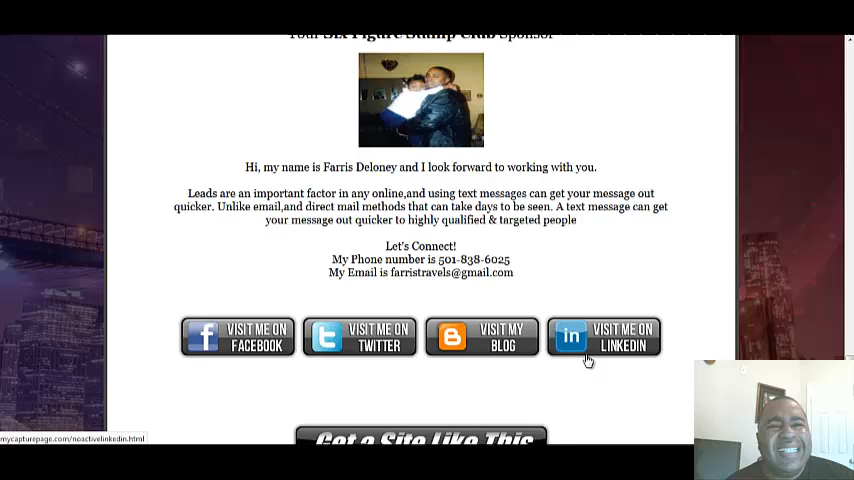 Your Six Figure Stamp Club Sponsor
Hi, my name is Farris Deloney and I look forward to working with you.
Leads are an important factor in any online,and using text messages can get your message out
quicker. Unlike email,and direct mail methods that can take days to be seen. A text message can get
your message out quicker to highly qualified & targeted people
Let's Connect!
My Phone number is 501-838-6025
My Email is farristravels@gmail.com
f VISIT ME ON
FACEBOOK
t VISIT ME ON
TWITTER
B VISIT MY
BLOG
in VISIT ME ON
LINKEDIN
mycapturepage.com/noactivelinkedin.html
Get a Site Like This